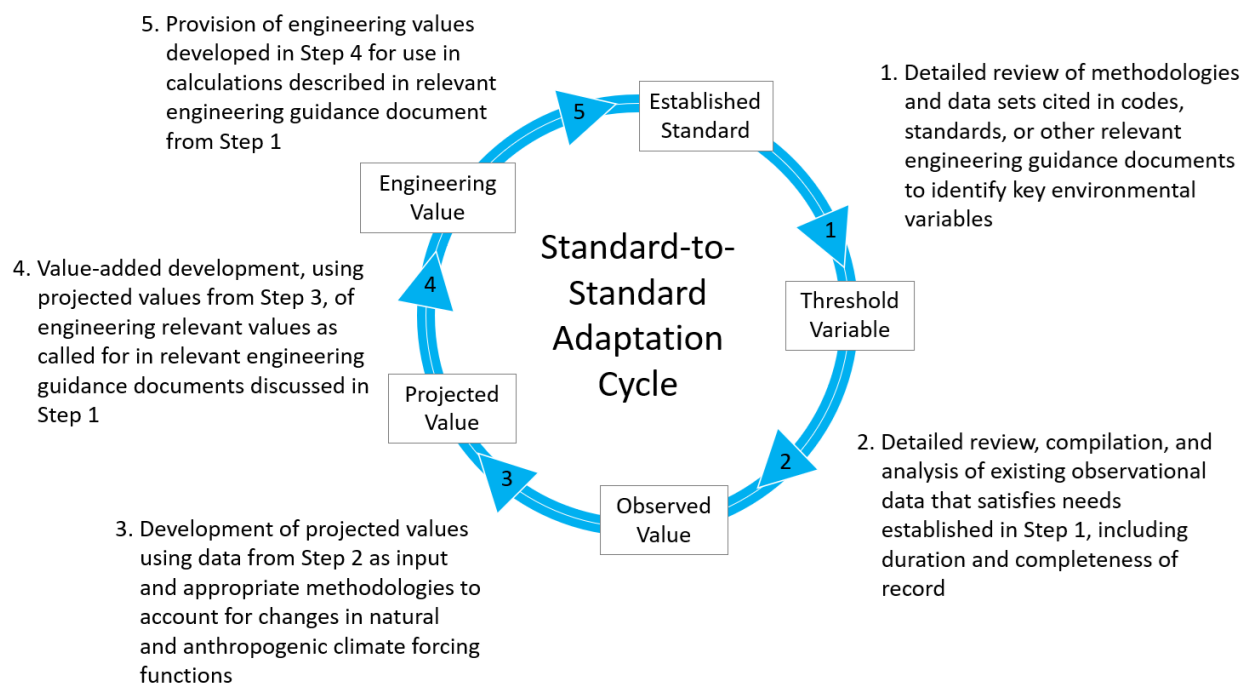 5. Provision of engineering values
developed in Step 4 for use in
calculations described in relevant
engineering guidance document
from Step 1
5
Established
Standard
1. Detailed review of methodologies
and data sets cited in codes,
standards, or other relevant
engineering guidance documents
to identify key environmental
variables
1
Engineering
Value
Standard-to-
Standard
Adaptation
Cycle
4. Value-added development, using
projected values from Step 3, of
engineering relevant values as
called for in relevant engineering
guidance documents discussed in
Step 1
4
Threshold
Variable
Projected
Value
2. Detailed review, compilation, and
analysis of existing observational
data that satisfies needs
established in Step 1, including
duration and completeness of
record
2
3
Observed
Value
3. Development of projected values
using data from Step 2 as input
and appropriate methodologies to
account for changes in natural
and anthropogenic climate forcing
functions